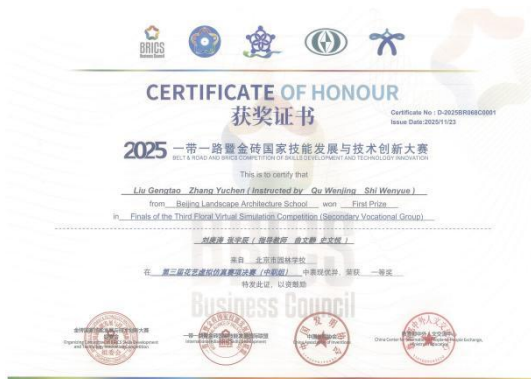 BRICS
Business Council
CERTIFICATE OF HONOUR
获奖证书
Certificate No : D-2025BR068C0001
Issue Date:2025/11/23
2025 一带一路暨金砖国家技能发展与技术创新大赛
BELT & ROAD AND BRICS COMPETITION OF SKILLS DEVELOPMENT AND TECHNOLOGY INNOVATION
This is to certify that
Liu Gengtao Zhang Yuchen ( Instructed by Qu Wenjing Shi Wenyue )
from Beijing Landscape Architecture School won First Prize
in Finals of the Third Floral Virtual Simulation Competition (Secondary Vocational Group)
张宇辰 ( 指导教师 曲文静 史文悦 )
来自 北京市园林学校
在 第三届花艺虚拟仿真赛项决赛（中职组） 中表现优异，荣获 一等奖
特发此证，以资鼓励
BRICS
Business Council